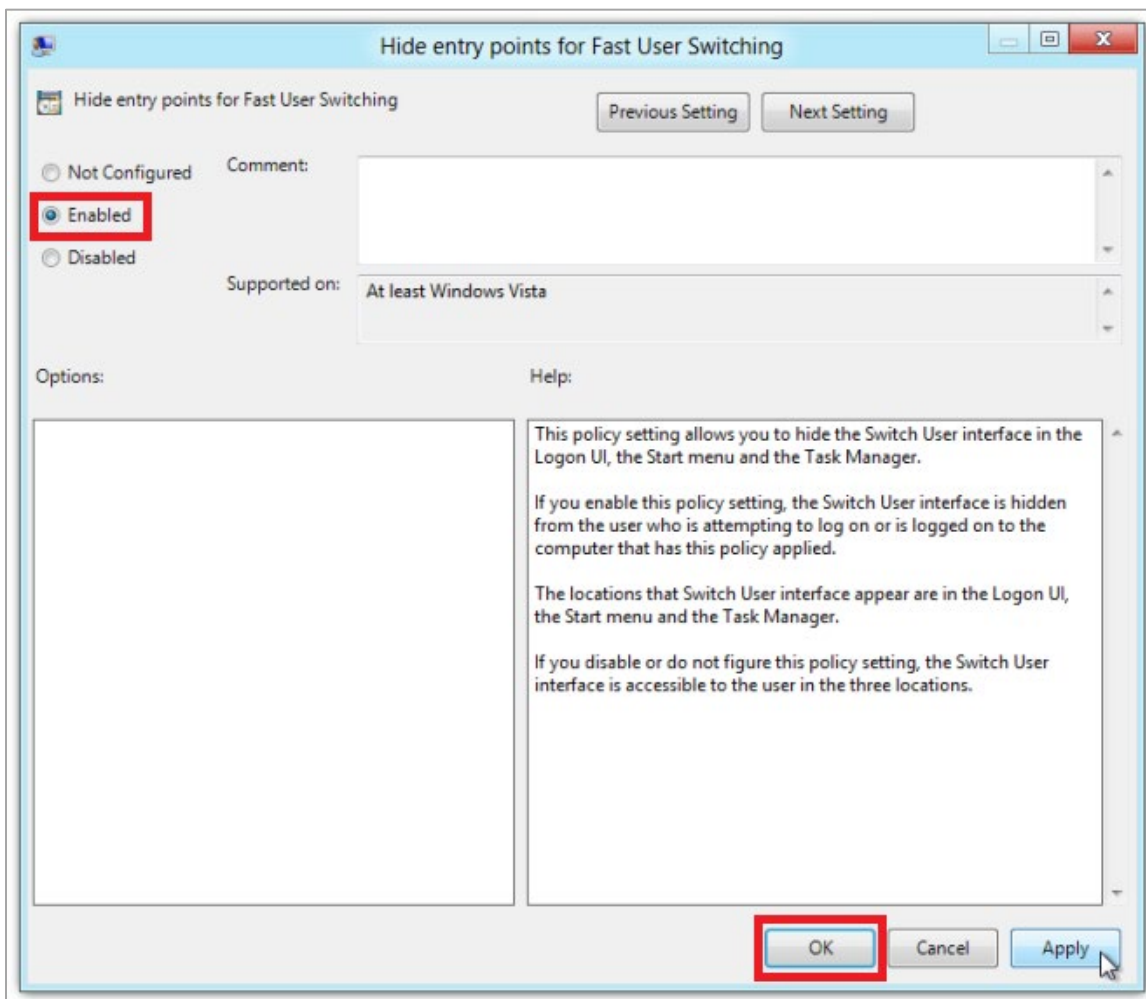 Hide entry points for Fast User Switching
Hide entry points for Fast User Switching
Previous Setting
Next Setting
Not Configured
Comment:
Enabled
Disabled
Supported on:
At least Windows Vista
Options:
Help:
This policy setting allows you to hide the Switch User interface in the
Logon UI, the Start menu and the Task Manager.
If you enable this policy setting, the Switch User interface is hidden
from the user who is attempting to log on or is logged on to the
computer that has this policy applied.
The locations that Switch User interface appear are in the Logon UI,
the Start menu and the Task Manager.
If you disable or do not figure this policy setting, the Switch User
interface is accessible to the user in the three locations.
OK
Cancel
Apply